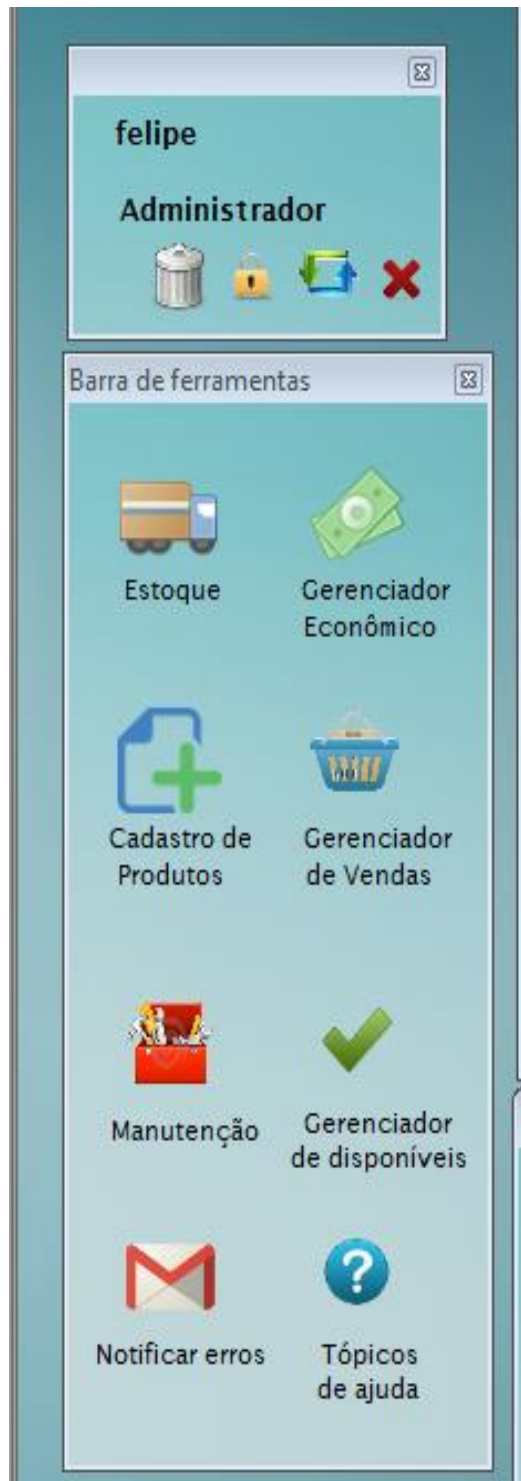 felipe
Administrador
Barra de ferramentas
Estoque
Gerenciador
Econômico
Cadastro de
Produtos
Gerenciador
de Vendas
Manutenção
Gerenciador
de disponíveis
Notificar erros
Tópicos
de ajuda